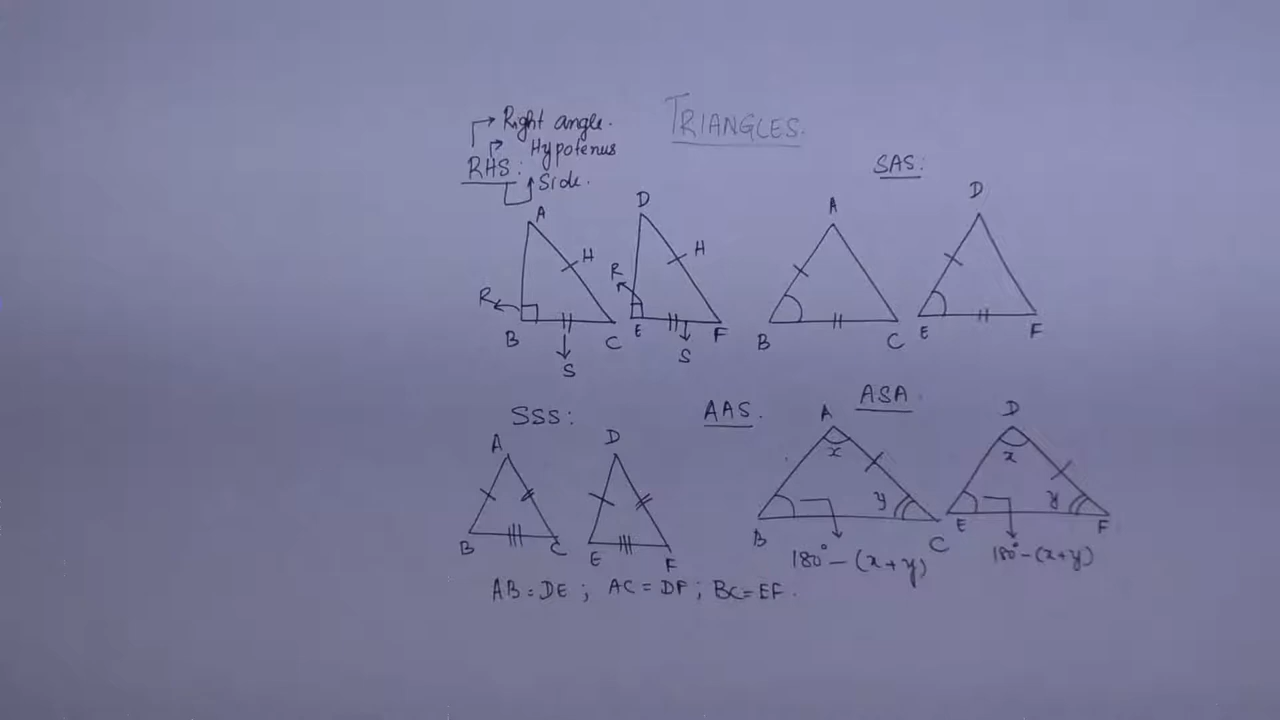 TRIANGLES.
Right angle.
Hypotenus
RHS:
Side.
A
H
R
B
C
S
D
H
R
E
F
S
SAS:
A
B
C
D
E
F
SSS:
A
B
C
D
E
F
AB = DE ; AC = DF ; BC = EF .
AAS.
ASA.
A
x
y
B
C
180° - (x+y)
D
x
y
E
F
180° - (x+y)